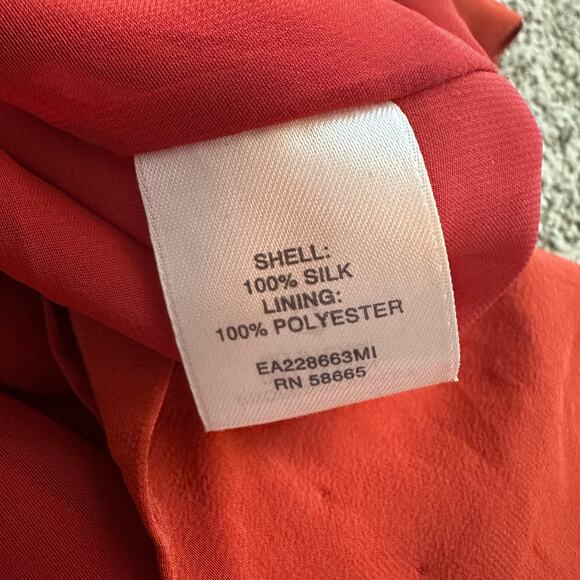 SHELL:
100% SILK
LINING:
100% POLYESTER
EA228663MI
RN 58665